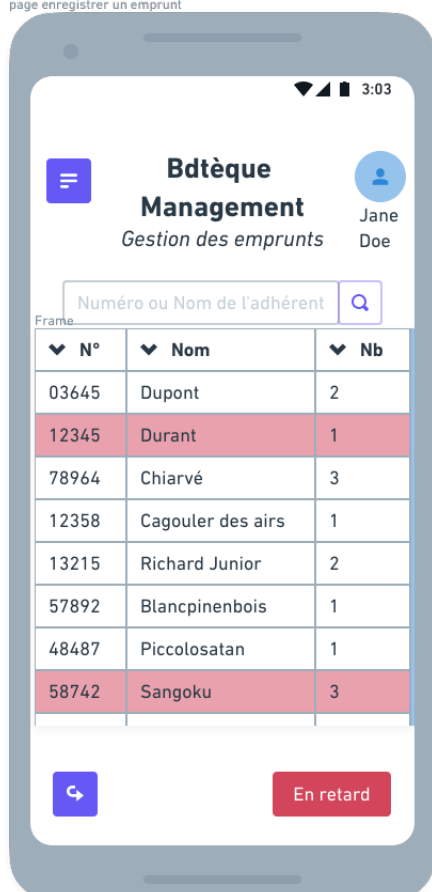 page enregistrer un emprunt
3:03
Bdtèque
Management
Gestion des emprunts
Jane
Doe
Numéro ou Nom de l'adhérent
Frame
N° Nom Nb
03645 Dupont 2
12345 Durant 1
78964 Chiarvé 3
12358 Cagouler des airs 1
13215 Richard Junior 2
57892 Blancpinenbois 1
48487 Piccolosatan 1
58742 Sangoku 3
En retard